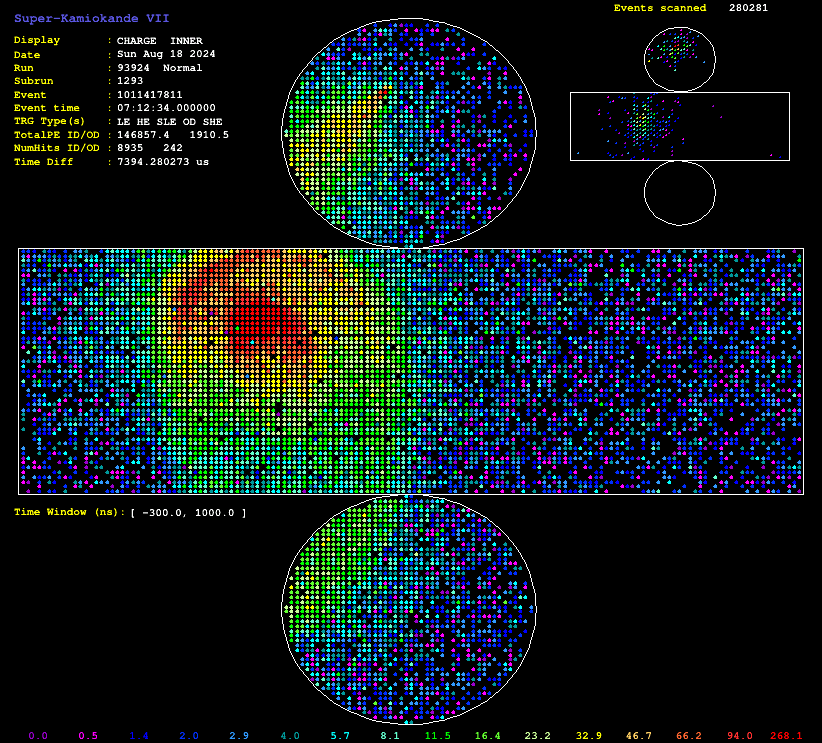 Super-Kamiokande VII
Events scanned 280281
Display : CHARGE INNER
Date : Sun Aug 18 2024
Run : 93924 Normal
Subrun : 1293
Event : 1011417811
Event time : 07:12:34.000000
TRG Type(s) : LE HE SLE OD SHE
TotalPE ID/OD : 146857.4 1910.5
NumHits ID/OD : 8935 242
Time Diff : 7394.280273 us
Time Window (ns): [ -300.0, 1000.0 ]
0.0 0.5 1.4 2.0 2.9 4.0 5.7 8.1 11.5 16.4 23.2 32.9 46.7 66.2 94.0 268.1